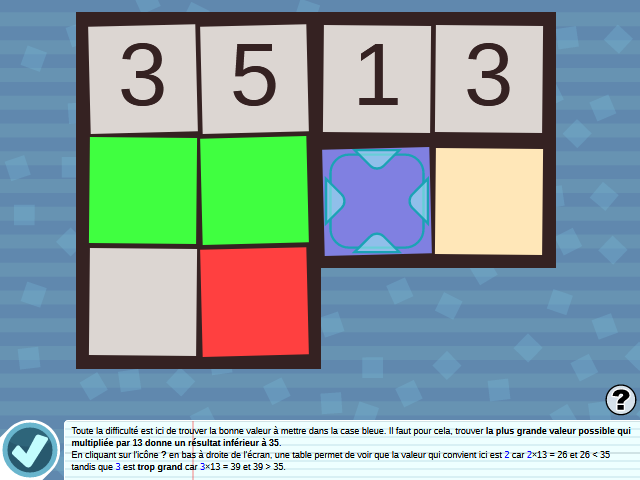 3 5 1 3
?
Toute la difficulté est ici de trouver la bonne valeur à mettre dans la case bleue. Il faut pour cela, trouver la plus grande valeur possible qui
multipliée par 13 donne un résultat inférieur à 35.
En cliquant sur l'icône ? en bas à droite de l'écran, une table permet de voir que la valeur qui convient ici est 2 car 2×13 = 26 et 26 < 35
tandis que 3 est trop grand car 3×13 = 39 et 39 > 35.